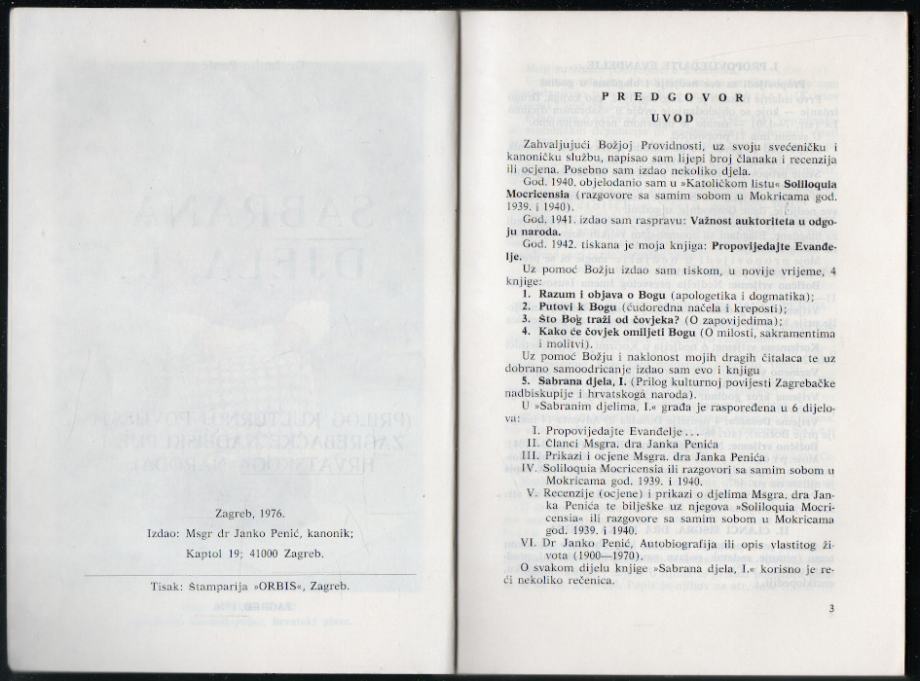 Zagreb, 1976.
Izdao: Msgr dr Janko Penić, kanonik;
Kaptol 19; 41000 Zagreb.
Tisak: Štamparija »ORBIS«, Zagreb.
PREDGOVOR
UVOD
Zahvaljujući Božjoj Providnosti, uz svoju svećeničku i
kanoničku službu, napisao sam lijepi broj članaka i recenzija
ili ocjena. Posebno sam izdao nekoliko djela.
God. 1940. objelodanio sam u »Katoličkom listu« Soliloquia
Mocricensia (razgovore sa samim sobom u Mokricama god.
1939. i 1940).
God. 1941. izdao sam raspravu: Važnost auktoriteta u odgo-
ju naroda.
God. 1942. tiskana je moja knjiga: Propovijedajte Evanđe-
lje.
Uz pomoć Božju izdao sam tiskom, u novije vrijeme, 4
knjige:
1. Razum i objava o Bogu (apologetika i dogmatika);
2. Putovi k Bogu (ćudoredna načela i kreposti);
3. Što Bog traži od čovjeka? (O zapovijedima);
4. Kako će čovjek omiljeti Bogu (O milosti, sakramentima
i molitvi).
Uz pomoć Božju i naklonost mojih dragih čitalaca te uz
dobrano samoodricanje izdao sam evo i knjigu
5. Sabrana djela, I. (Prilog kulturnoj povijesti Zagrebačke
nadbiskupije i hrvatskoga naroda).
U »Sabranim djelima, I.« građa je raspoređena u 6 dijelo-
va:
I. Propovijedajte Evanđelje...
II. Članci Msgra. dra Janka Penića
III. Prikazi i ocjene Msgra. dra Janka Penića
IV. Soliloquia Mocricensia ili razgovori sa samim sobom u
Mokricama god. 1939. i 1940.
V. Recenzije (ocjene) i prikazi o djelima Msgra. dra Jan-
ka Penića te bilješke uz njegova »Soliloquia Mocri-
censia« ili razgovore sa samim sobom u Mokricama
god. 1939. i 1940.
VI. Dr Janko Penić, Autobiografija ili opis vlastitog ži-
vota (1900—1970).
O svakom dijelu knjige »Sabrana djela, I.« korisno je re-
ći nekoliko rečenica.
3